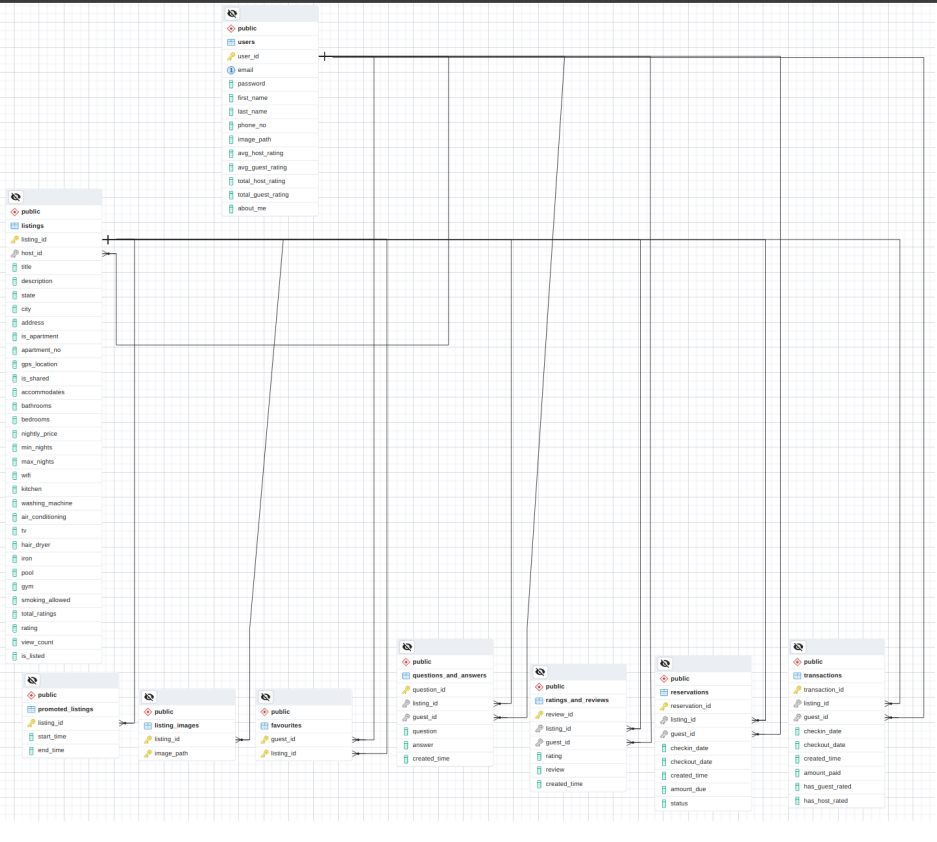 public
users
user_id
email
password
first_name
last_name
phone_no
image_path
avg_host_rating
avg_guest_rating
total_host_rating
total_guest_rating
about_me
public
listings
listing_id
host_id
title
description
state
city
address
is_apartment
apartment_no
gps_location
is_shared
accommodates
bathrooms
bedrooms
nightly_price
min_nights
max_nights
wifi
kitchen
washing_machine
air_conditioning
tv
hair_dryer
iron
pool
gym
smoking_allowed
total_ratings
rating
view_count
is_listed
public
promoted_listings
listing_id
start_time
end_time
public
listing_images
listing_id
image_path
public
favourites
guest_id
listing_id
public
questions_and_answers
question_id
listing_id
guest_id
question
answer
created_time
public
ratings_and_reviews
review_id
listing_id
guest_id
rating
review
created_time
public
reservations
reservation_id
listing_id
guest_id
checkin_date
checkout_date
created_time
amount_due
status
public
transactions
transaction_id
listing_id
guest_id
checkin_date
checkout_date
created_time
amount_paid
has_guest_rated
has_host_rated